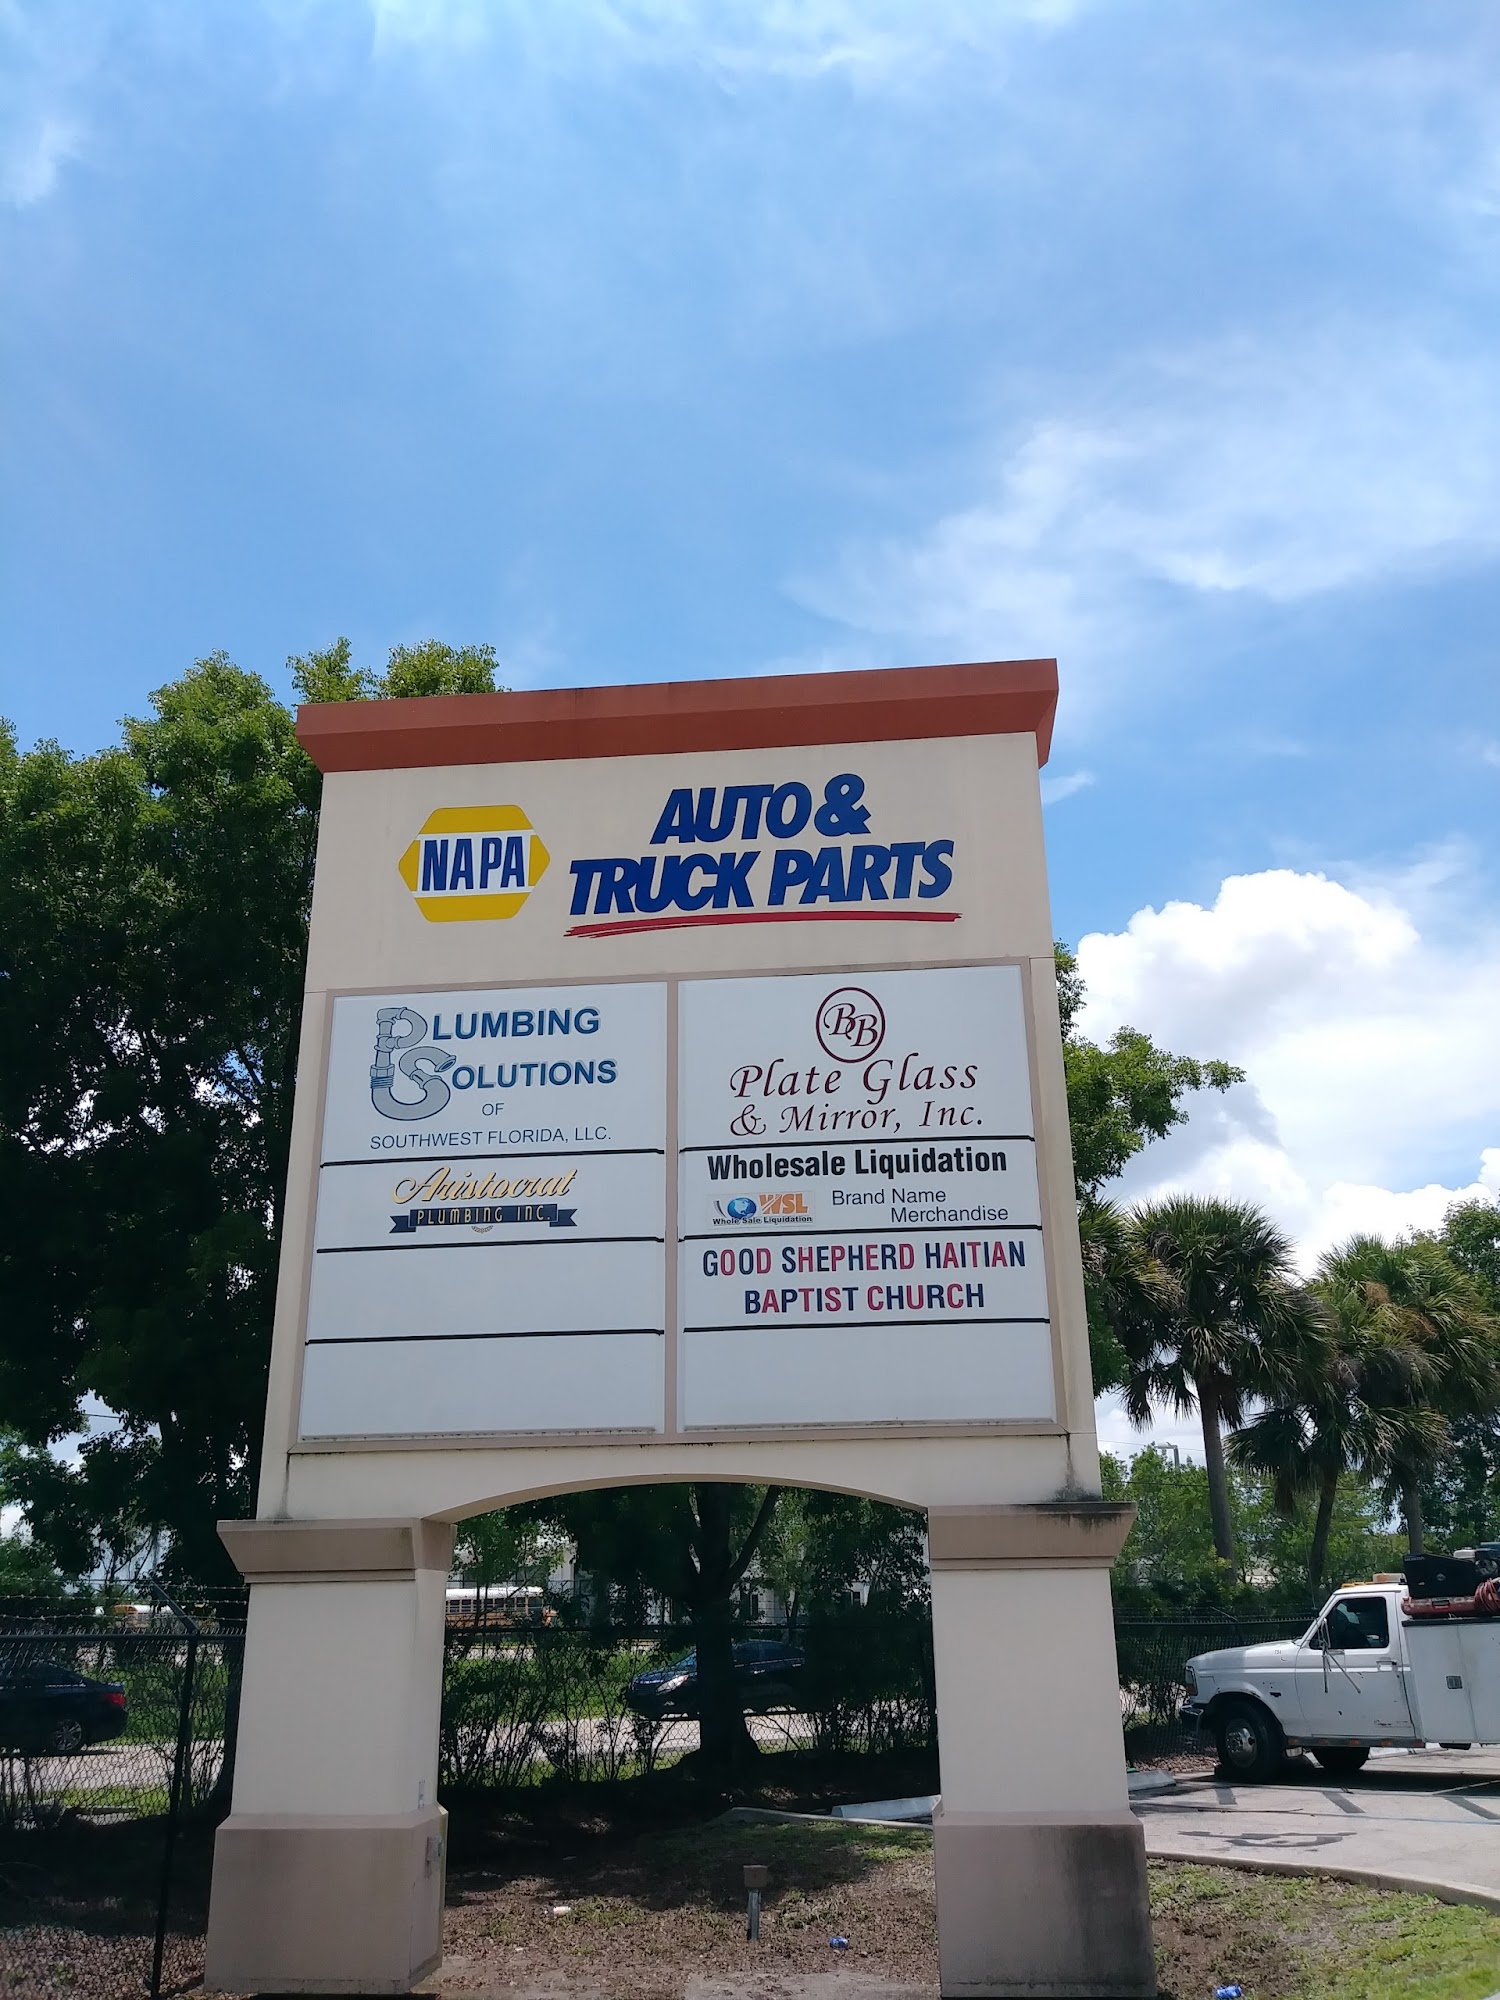 NAPA
AUTO &
TRUCK PARTS
PLUMBING
SOLUTIONS
OF
SOUTHWEST FLORIDA, LLC.
Aristocrat
PLUMBING INC.
BB
Plate Glass
& Mirror, Inc.
Wholesale Liquidation
WSL
Whole Sale Liquidation
Brand Name
Merchandise
GOOD SHEPHERD HAITIAN
BAPTIST CHURCH